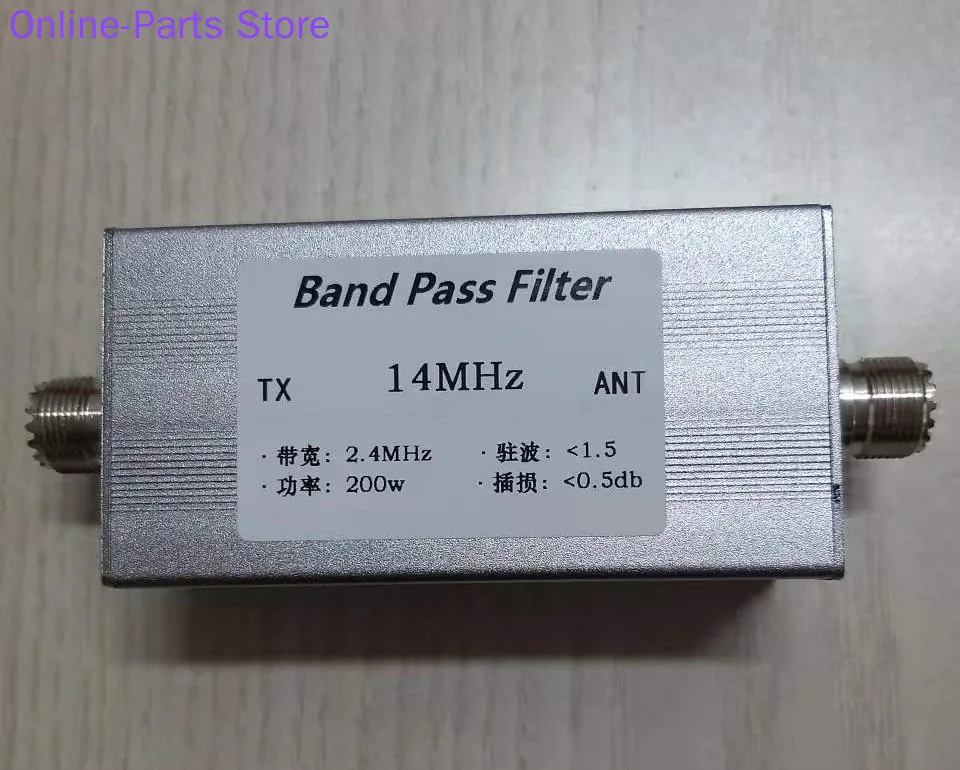 Online-Parts Store
Band Pass Filter
14MHz
TX
ANT
· 带宽: 2.4MHz
· 驻波: <1.5
· 功率: 200w
· 插损: <0.5db